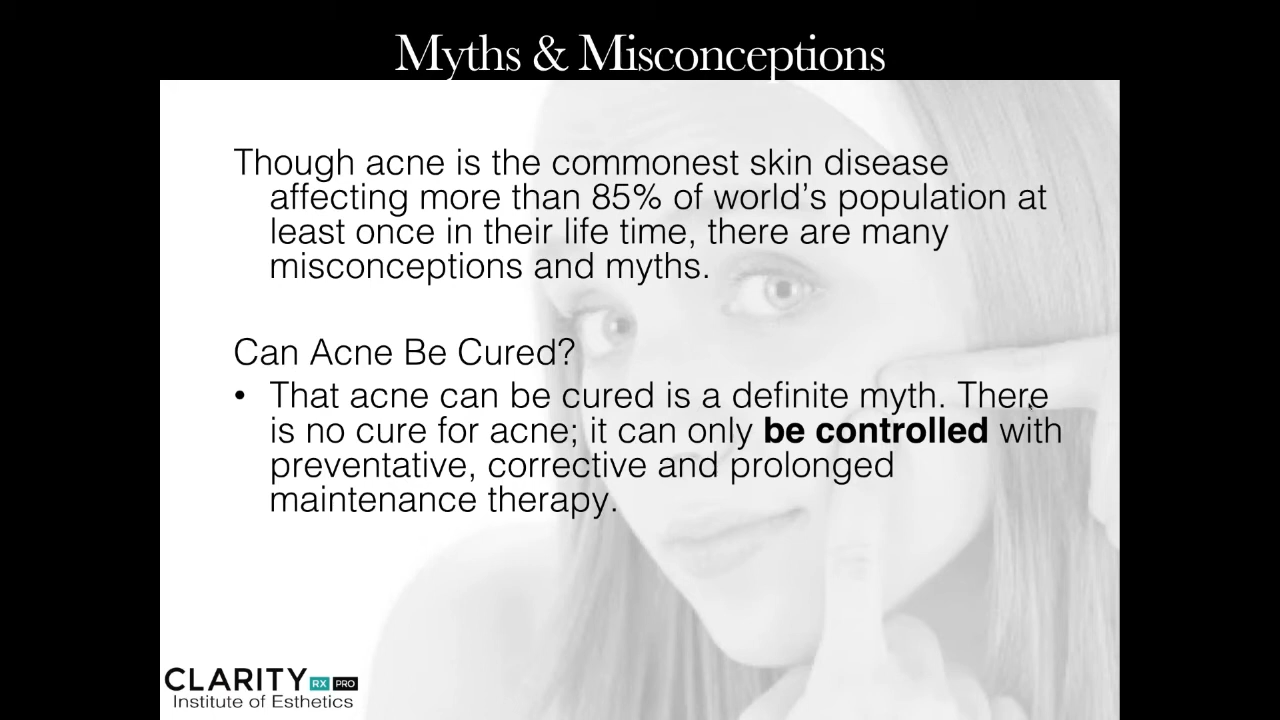 Myths & Misconceptions
Though acne is the commonest skin disease
affecting more than 85% of world's population at
least once in their life time, there are many
misconceptions and myths.
Can Acne Be Cured?
• That acne can be cured is a definite myth. There
is no cure for acne; it can only be controlled with
preventative, corrective and prolonged
maintenance therapy.
CLARITY RX PRO
Institute of Esthetics